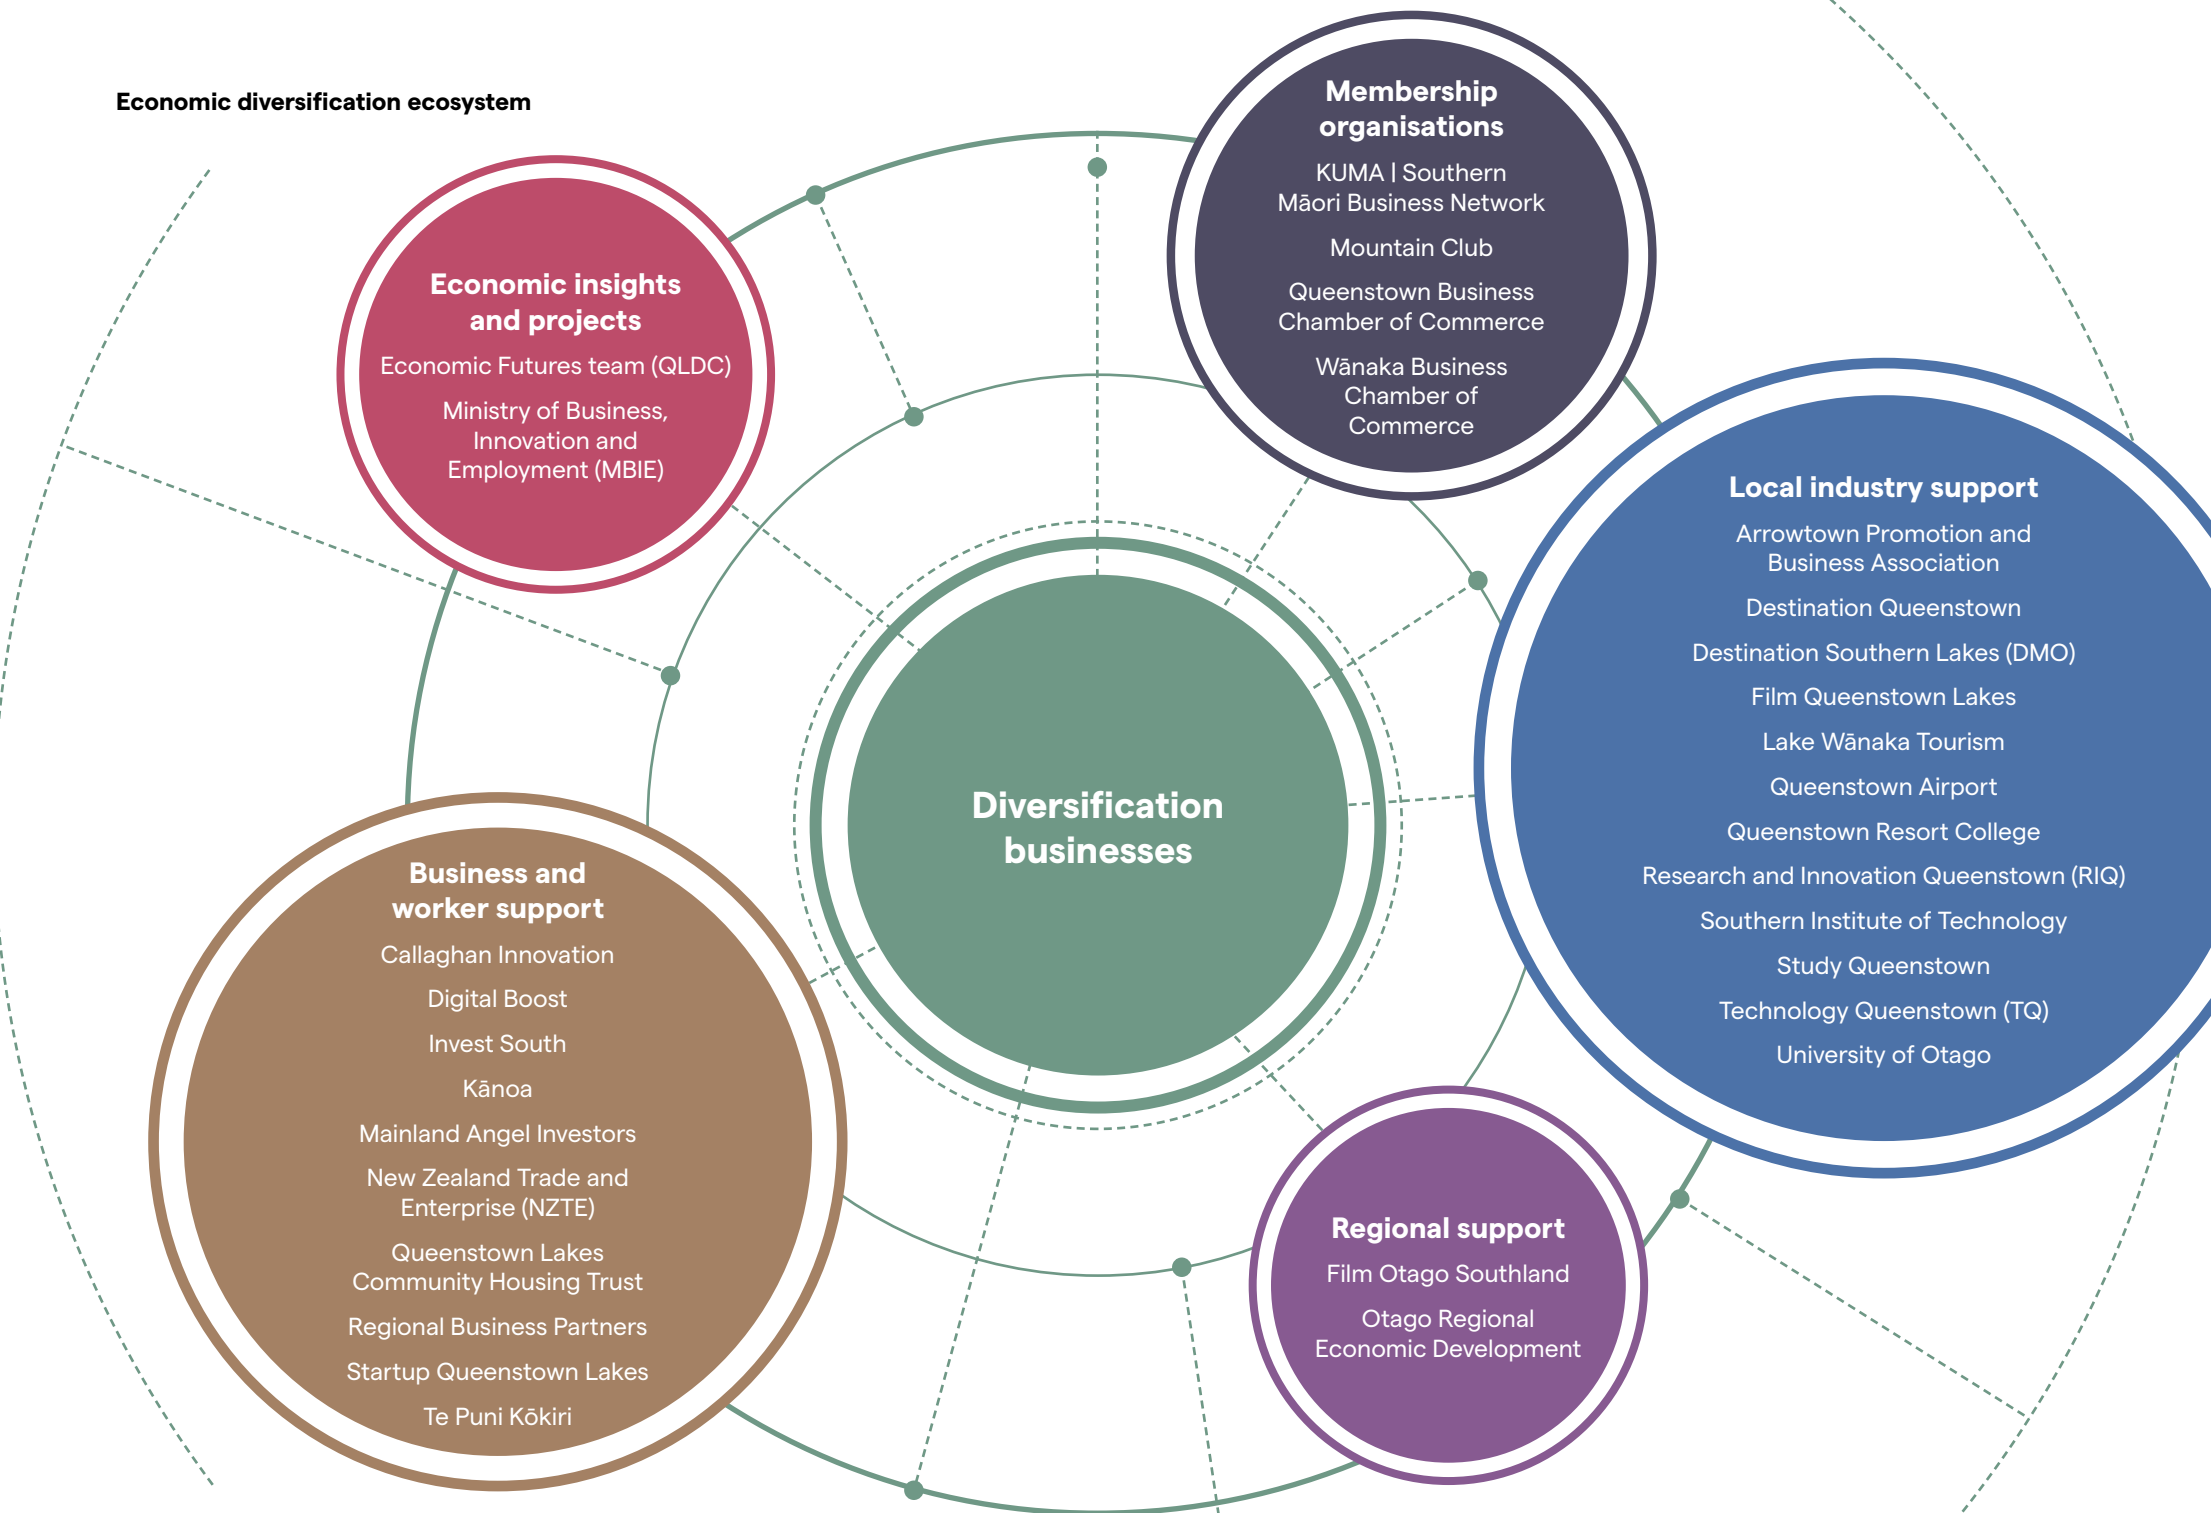 Economic diversification ecosystem
Membership
organisations
KUMA | Southern
Māori Business Network
Mountain Club
Queenstown Business
Chamber of Commerce
Wānaka Business
Chamber of
Commerce
Economic insights
and projects
Economic Futures team (QLDC)
Ministry of Business,
Innovation and
Employment (MBIE)
Local industry support
Arrowtown Promotion and
Business Association
Destination Queenstown
Destination Southern Lakes (DMO)
Film Queenstown Lakes
Lake Wānaka Tourism
Queenstown Airport
Queenstown Resort College
Research and Innovation Queenstown (RIQ)
Southern Institute of Technology
Study Queenstown
Technology Queenstown (TQ)
University of Otago
Diversification
businesses
Business and
worker support
Callaghan Innovation
Digital Boost
Invest South
Kānoa
Mainland Angel Investors
New Zealand Trade and
Enterprise (NZTE)
Queenstown Lakes
Community Housing Trust
Regional Business Partners
Startup Queenstown Lakes
Te Puni Kōkiri
Regional support
Film Otago Southland
Otago Regional
Economic Development